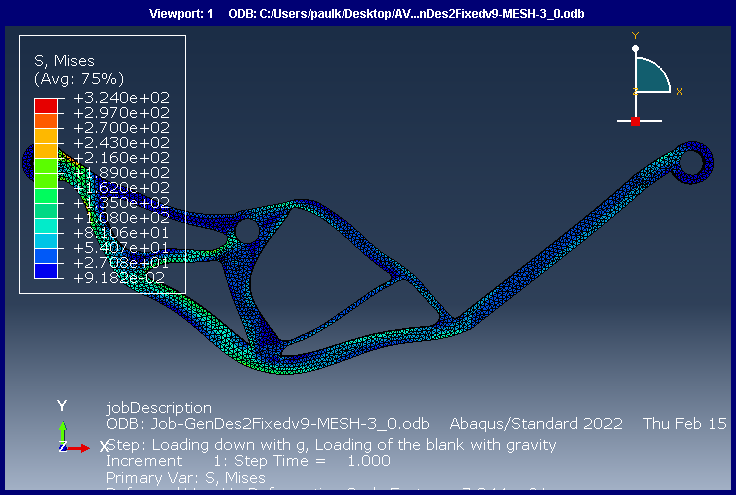 Viewport: 1 ODB: C:/Users/paulk/Desktop/AV...nDes2Fixedv9-MESH-3_0.odb
S, Mises
(Avg: 75%)
+3.240e+02
+2.970e+02
+2.700e+02
+2.430e+02
+2.160e+02
+1.890e+02
+1.620e+02
+1.350e+02
+1.080e+02
+8.106e+01
+5.407e+01
+2.708e+01
+9.182e-02
Y
X
Z
Y
X
Z
jobDescription
ODB: Job-GenDes2Fixedv9-MESH-3_0.odb Abaqus/Standard 2022 Thu Feb 15
Step: Loading down with g, Loading of the blank with gravity
Increment 1: Step Time = 1.000
Primary Var: S, Mises